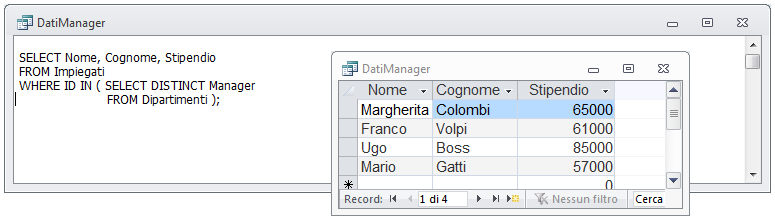 DatiManager
SELECT Nome, Cognome, Stipendio
FROM Impiegati
WHERE ID IN ( SELECT DISTINCT Manager
FROM Dipartimenti );
DatiManager
Nome Cognome Stipendio
Margherita Colombi 65000
Franco Volpi 61000
Ugo Boss 85000
Mario Gatti 57000
0
Record: 1 di 4 Nessun filtro Cerca